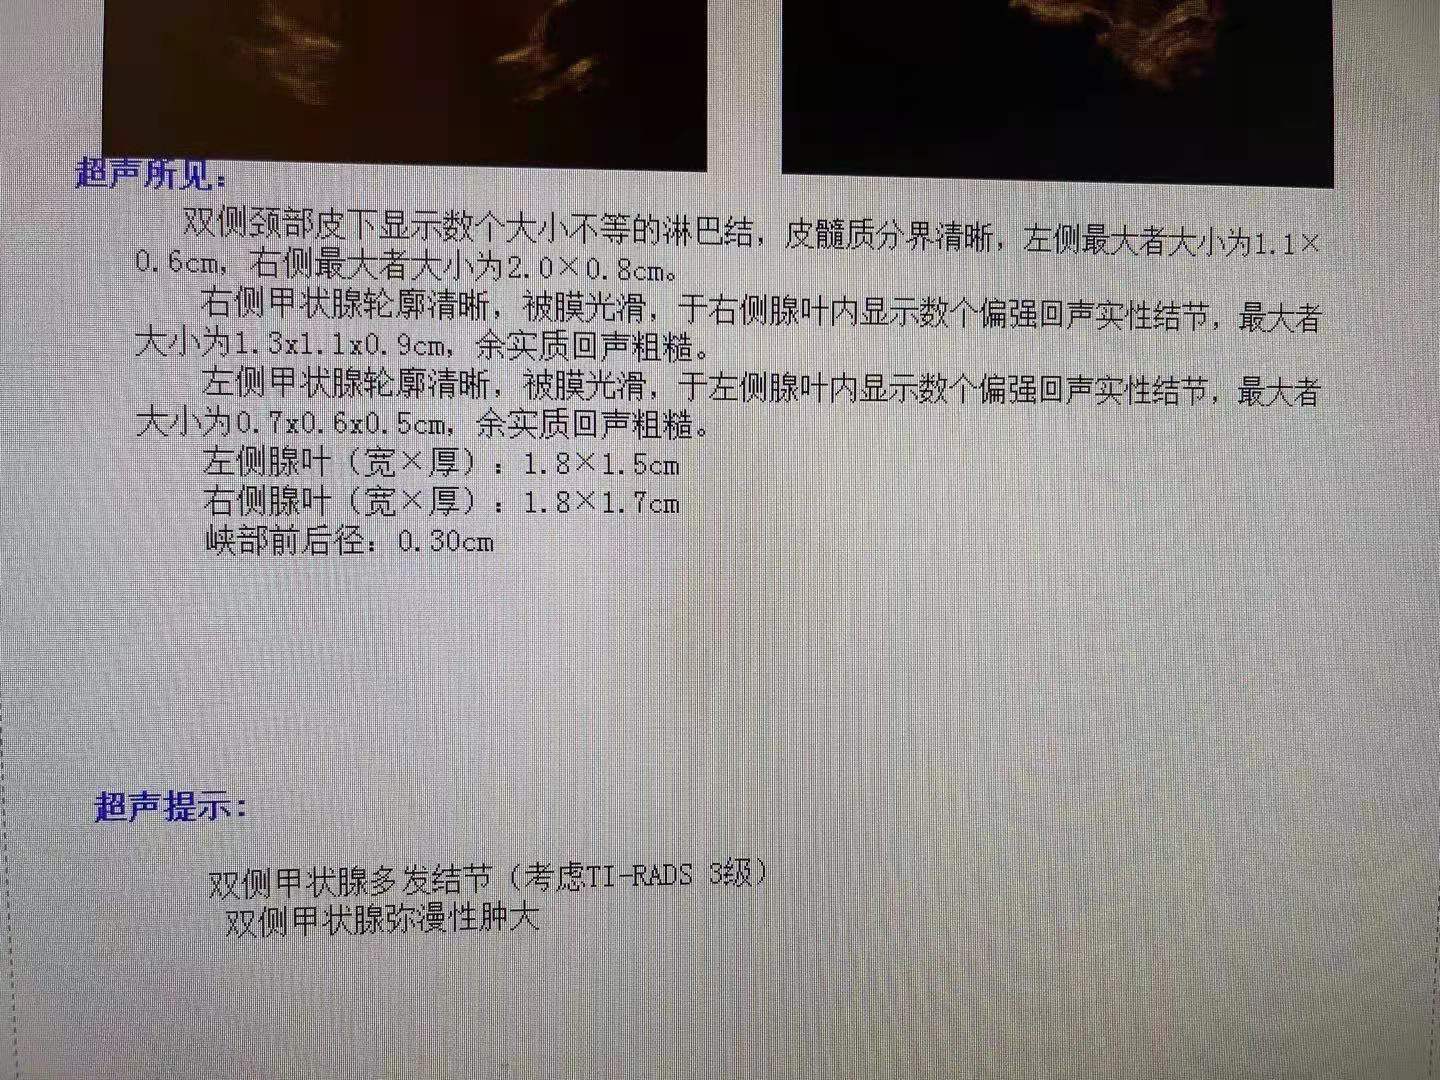 超声所见：
双侧颈部皮下显示数个大小不等的淋巴结，皮髓质分界清晰，左侧最大者大小为1.1×
0.6cm，右侧最大者大小为2.0×0.8cm。
右侧甲状腺轮廓清晰，被膜光滑，于右侧腺叶内显示数个偏强回声实性结节，最大者
大小为1.3x1.1x0.9cm，余实质回声粗糙。
左侧甲状腺轮廓清晰，被膜光滑，于左侧腺叶内显示数个偏强回声实性结节，最大者
大小为0.7x0.6x0.5cm，余实质回声粗糙。
左侧腺叶（宽×厚）：1.8×1.5cm
右侧腺叶（宽×厚）：1.8×1.7cm
峡部前后径：0.30cm
超声提示：
双侧甲状腺多发结节（考虑TI-RADS 3级）
双侧甲状腺弥漫性肿大